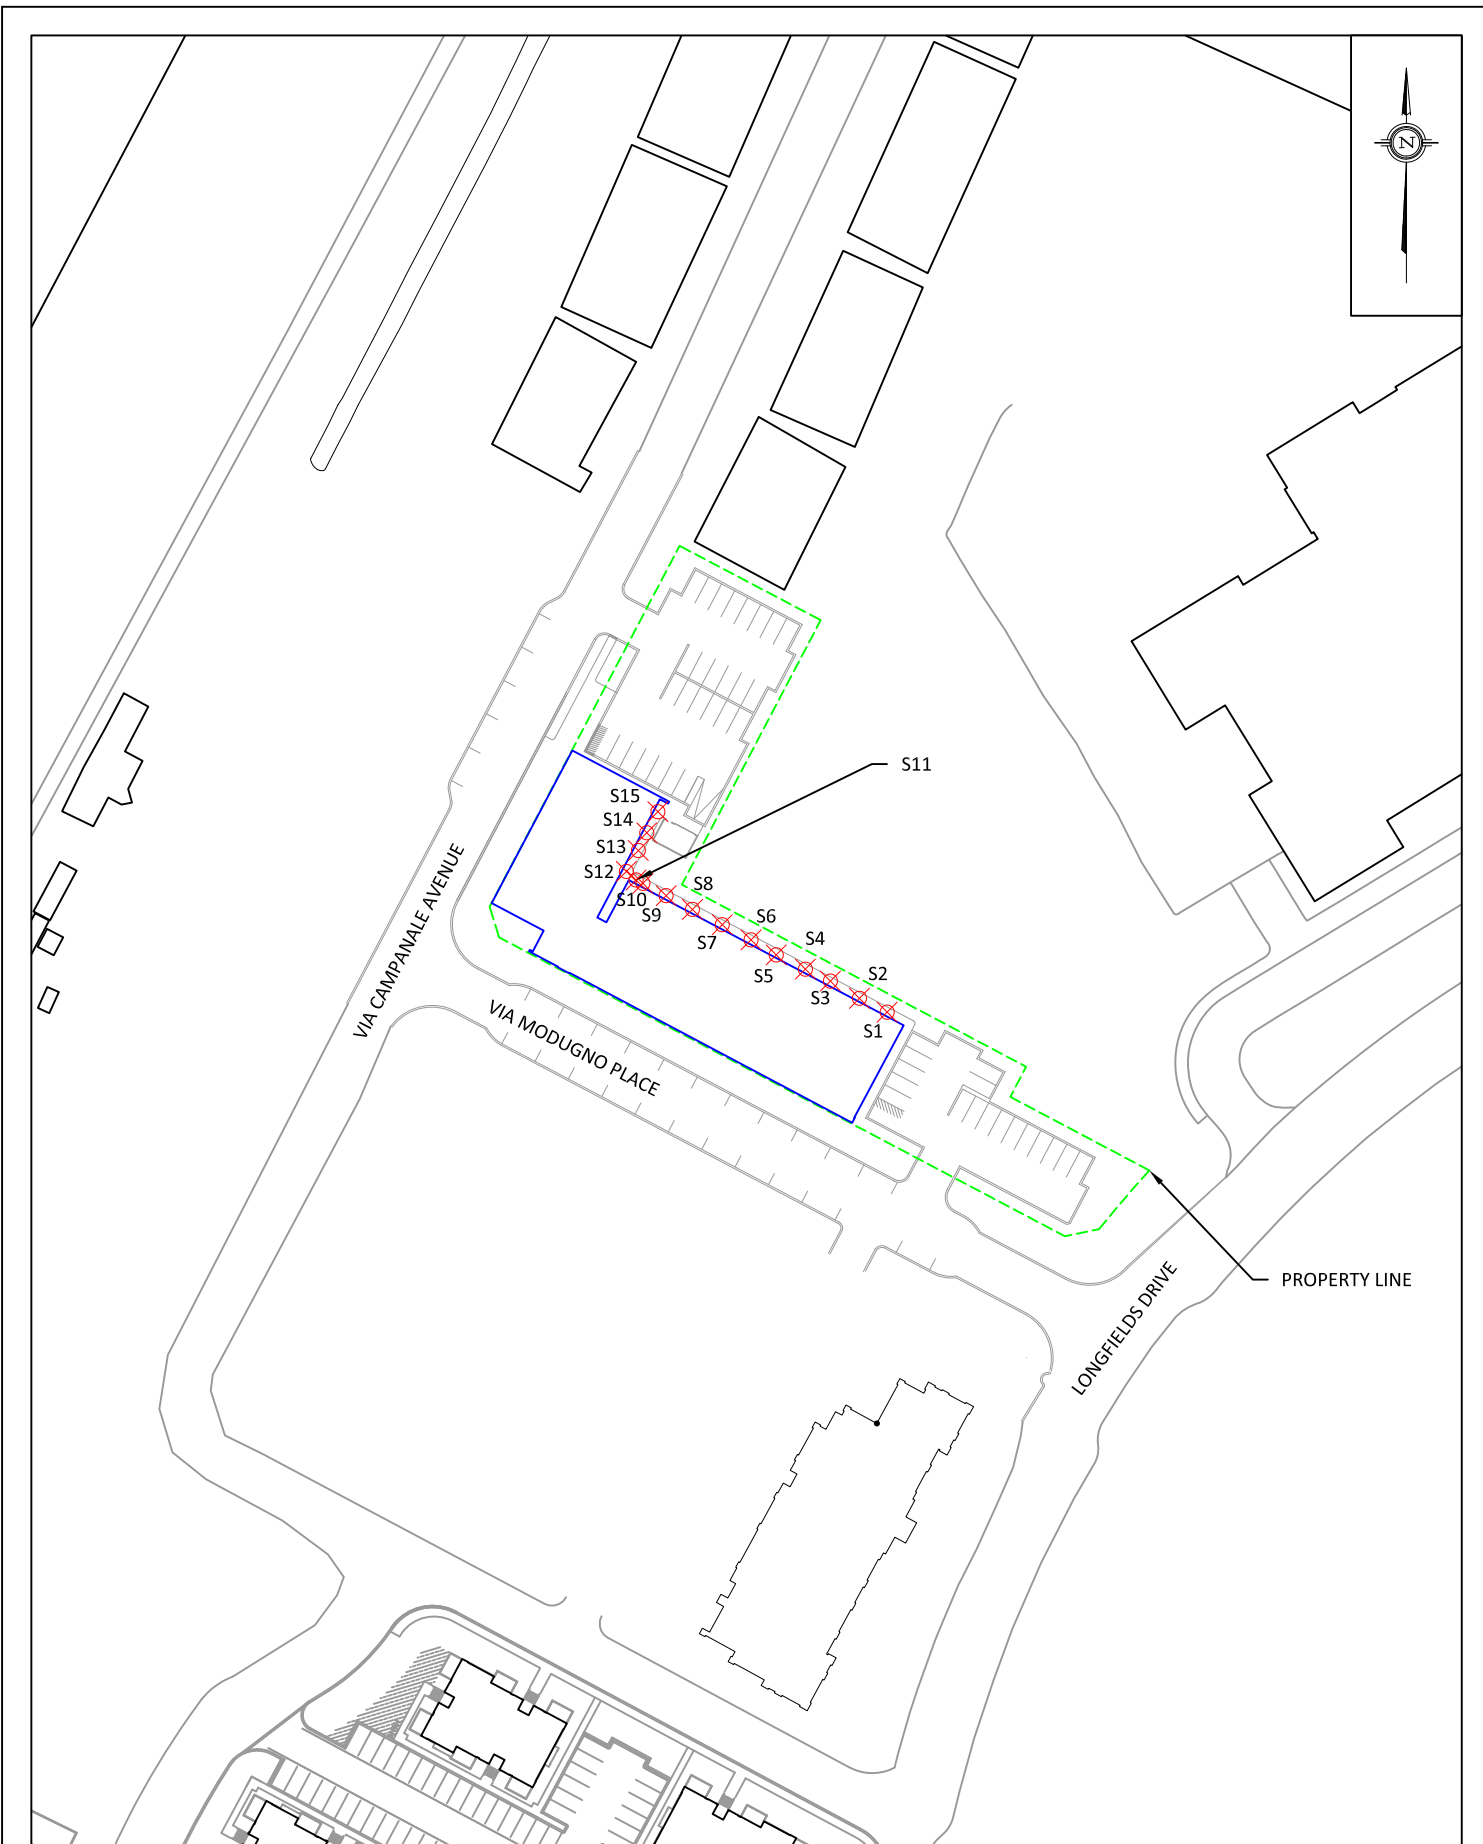 N
S11
S15
S14
S13
S12
S10
S9
S8
S7
S6
S5
S4
S3
S2
S1
VIA CAMPANALE AVENUE
VIA MODUGNO PLACE
PROPERTY LINE
LONGFIELDS DRIVE